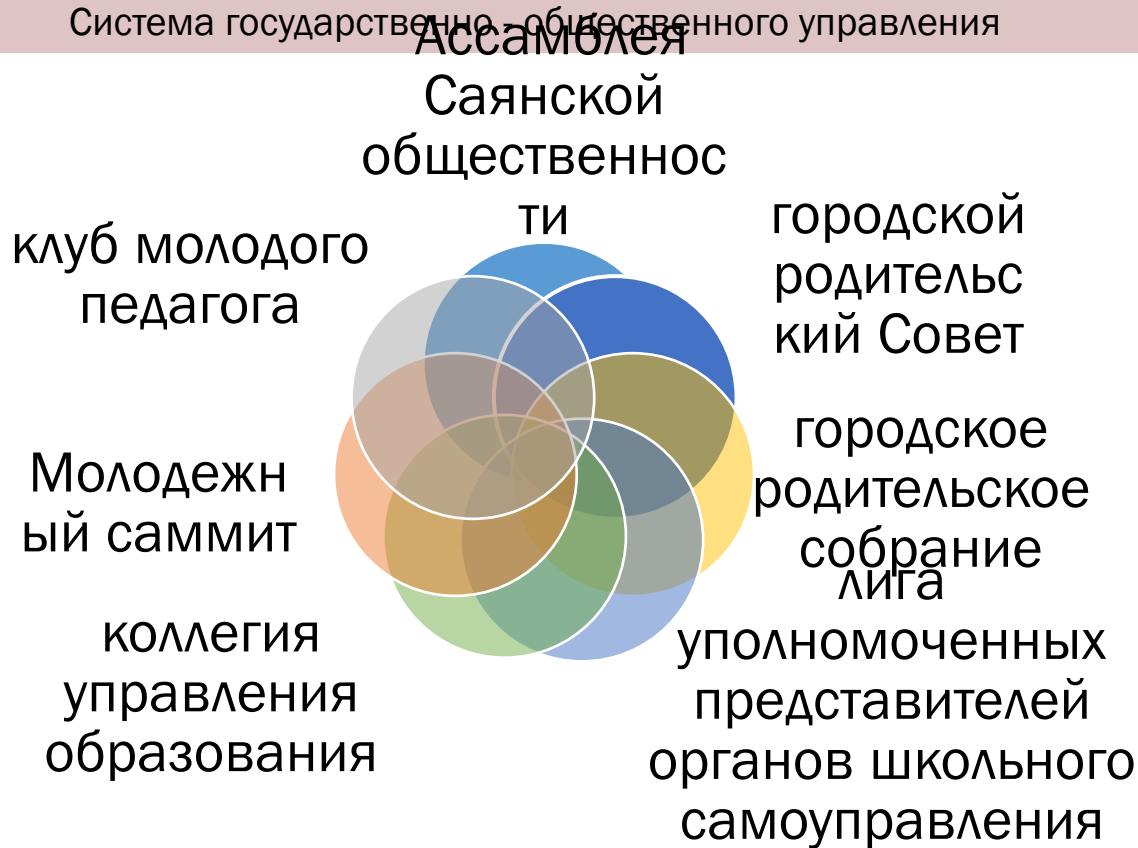 Система государственно - общественного управления
Ассамблея
Саянской
общественнос
ти
городской
родительс
кий Совет
городское
родительское
собрание
лига
уполномоченных
представителей
органов школьного
самоуправления
коллегия
управления
образования
Молодежн
ый саммит
клуб молодого
педагога